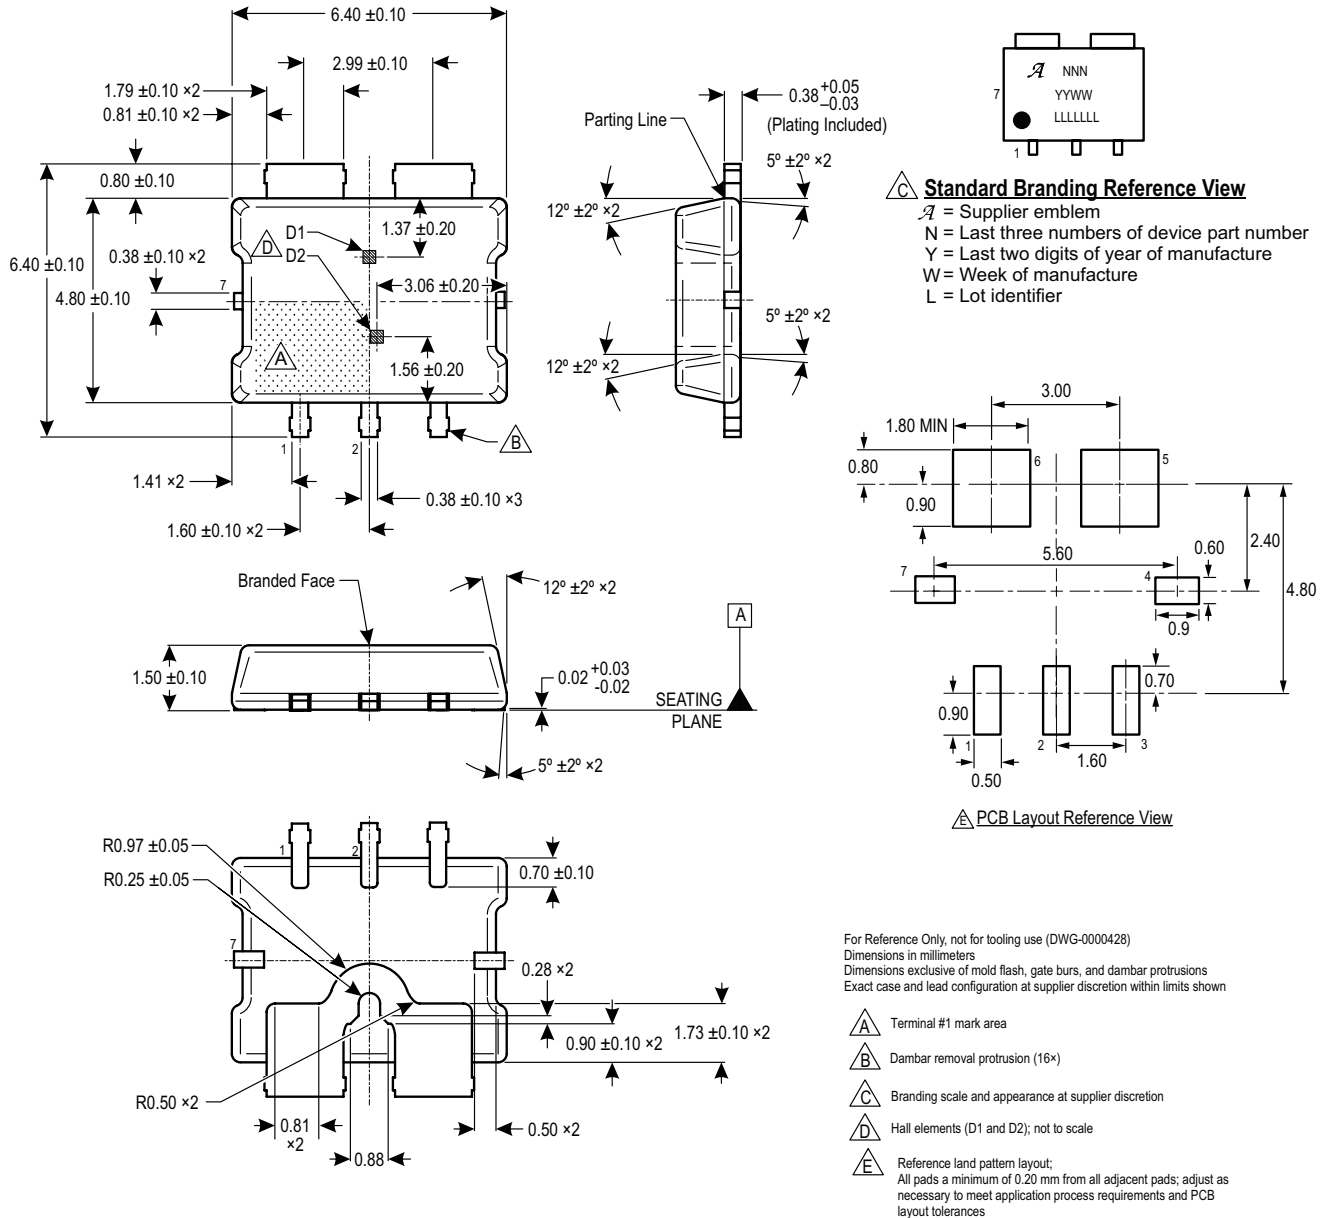 6.40 ±0.10
2.99 ±0.10
1.79 ±0.10 ×2
0.81 ±0.10 ×2
0.80 ±0.10
6.40 ±0.10
4.80 ±0.10
0.38 ±0.10 ×2
7
D
D1
D2
1.37 ±0.20
3.06 ±0.20
1.56 ±0.20
A
B
1
2
1.41 ×2
0.38 ±0.10 ×3
1.60 ±0.10 ×2
Parting Line
0.38 +0.05
–0.03
(Plating Included)
5º ±2º ×2
12º ±2º ×2
5º ±2º ×2
12º ±2º ×2
A NNN
7
YYWW
LLLLLLL
1
C Standard Branding Reference View
A = Supplier emblem
N = Last three numbers of device part number
Y = Last two digits of year of manufacture
W = Week of manufacture
L = Lot identifier
3.00
1.80 MIN
6
5
0.80
0.90
2.40
5.60
0.60
7
4
4.80
0.9
0.70
0.90
1
2
3
1.60
0.50
E PCB Layout Reference View
Branded Face
12º ±2º ×2
A
1.50 ±0.10
0.02 +0.03
-0.02
SEATING
PLANE
5º ±2º ×2
R0.97 ±0.05
1
2
R0.25 ±0.05
0.70 ±0.10
7
0.28 ×2
1.73 ±0.10 ×2
0.90 ±0.10 ×2
R0.50 ×2
0.81
×2
0.50 ×2
0.88
For Reference Only, not for tooling use (DWG-0000428)
Dimensions in millimeters
Dimensions exclusive of mold flash, gate burs, and dambar protrusions
Exact case and lead configuration at supplier discretion within limits shown
A Terminal #1 mark area
B Dambar removal protrusion (16×)
C Branding scale and appearance at supplier discretion
D Hall elements (D1 and D2); not to scale
E Reference land pattern layout;
All pads a minimum of 0.20 mm from all adjacent pads; adjust as
necessary to meet application process requirements and PCB
layout tolerances